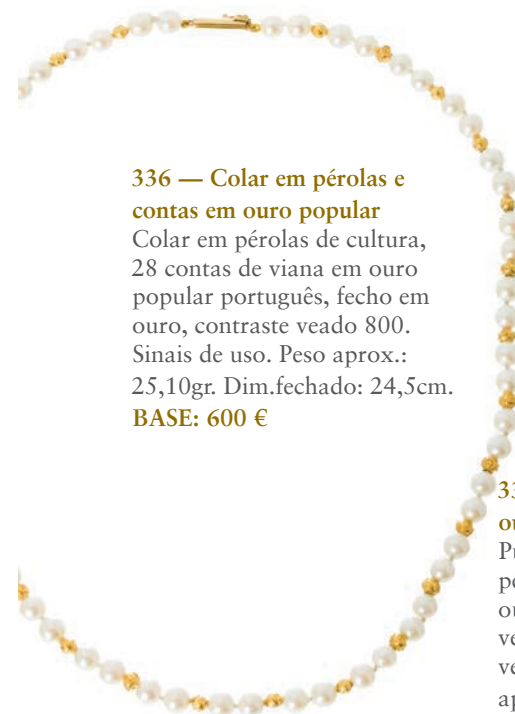 336 — Colar em pérolas e
contas em ouro popular
Colar em pérolas de cultura,
28 contas de viana em ouro
popular português, fecho em
ouro, contraste veado 800.
Sinais de uso. Peso aprox.:
25,10gr. Dim.fechado: 24,5cm.
BASE: 600 €